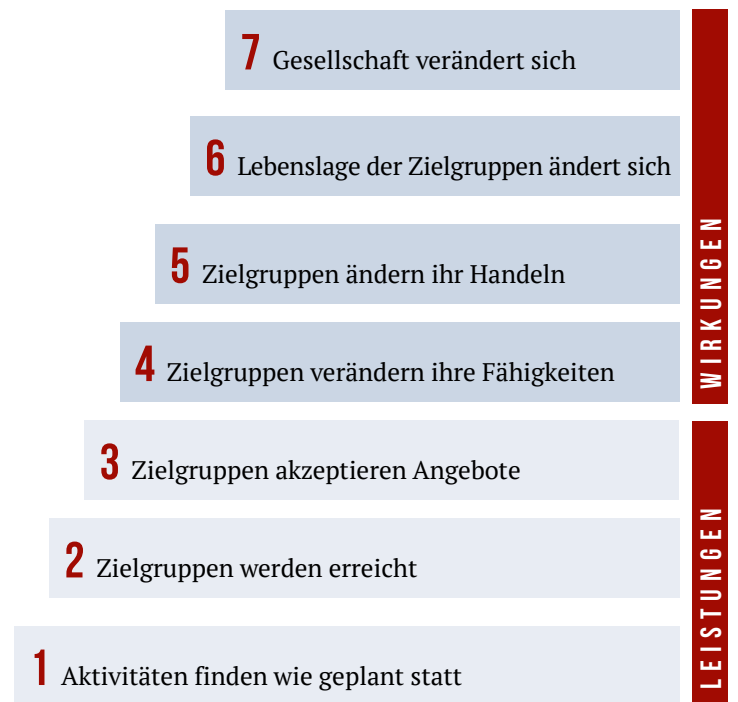 7 Gesellschaft verändert sich
6 Lebenslage der Zielgruppen ändert sich
5 Zielgruppen ändern ihr Handeln
4 Zielgruppen verändern ihre Fähigkeiten
WIRKUNGEN
3 Zielgruppen akzeptieren Angebote
2 Zielgruppen werden erreicht
1 Aktivitäten finden wie geplant statt
LEISTUNGEN